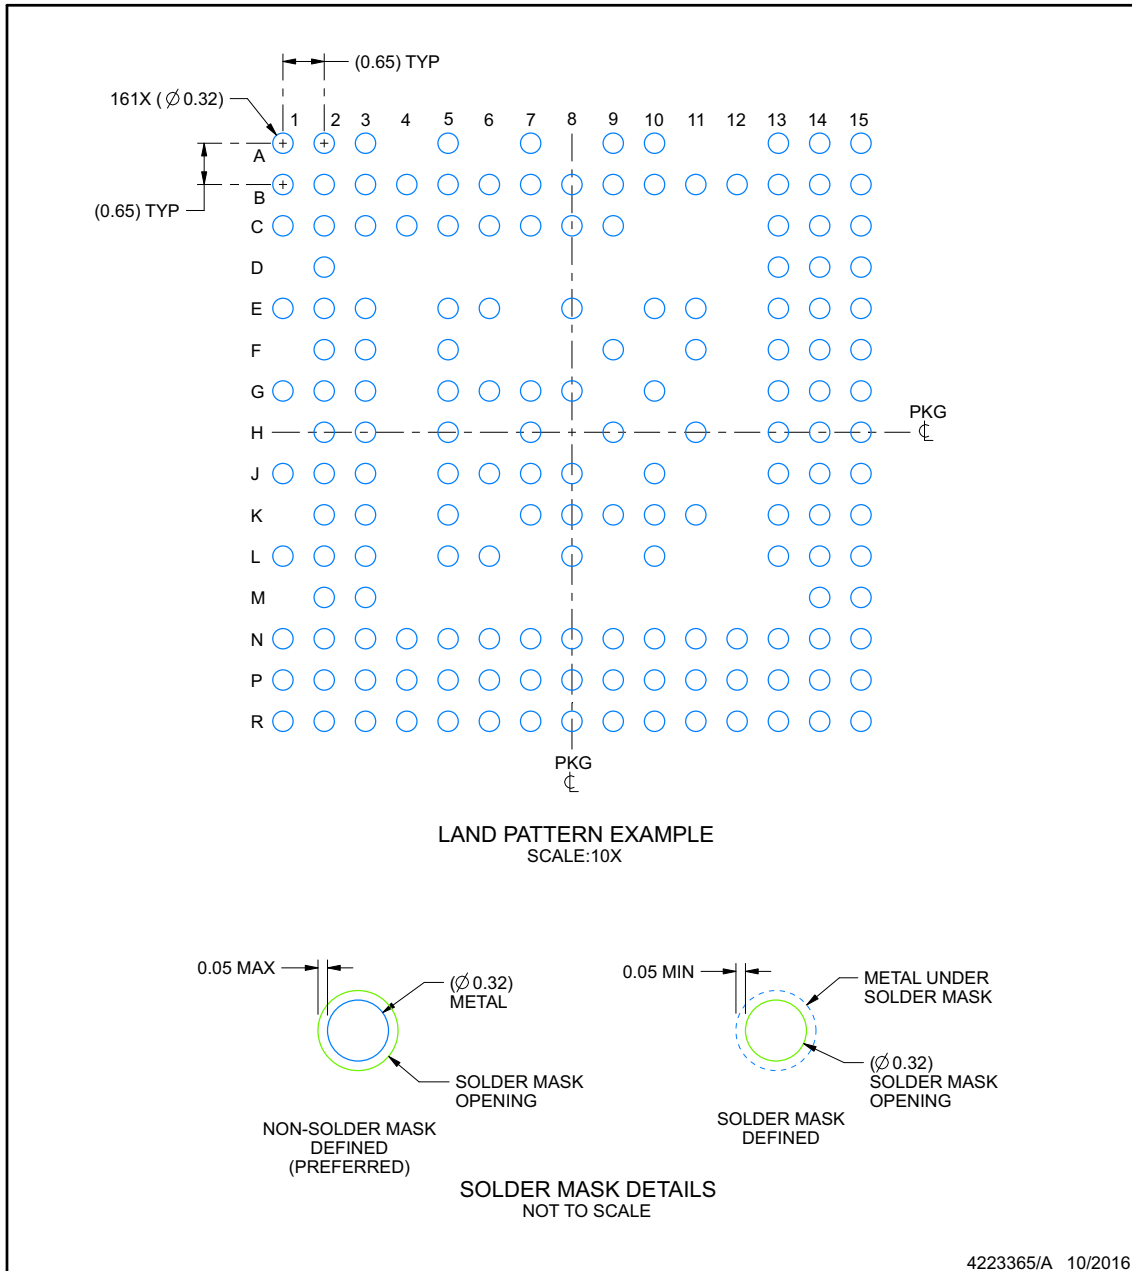 (0.65) TYP
161X (∅ 0.32)
1 2 3 4 5 6 7 8 9 10 11 12 13 14 15
A
B
(0.65) TYP
C
D
E
F
G
PKG
H
℄
J
K
L
M
N
P
R
PKG
℄
LAND PATTERN EXAMPLE
SCALE:10X
0.05 MAX
(∅ 0.32)
METAL
SOLDER MASK
OPENING
NON-SOLDER MASK
DEFINED
(PREFERRED)
0.05 MIN
METAL UNDER
SOLDER MASK
(∅ 0.32)
SOLDER MASK
OPENING
SOLDER MASK
DEFINED
SOLDER MASK DETAILS
NOT TO SCALE
4223365/A 10/2016